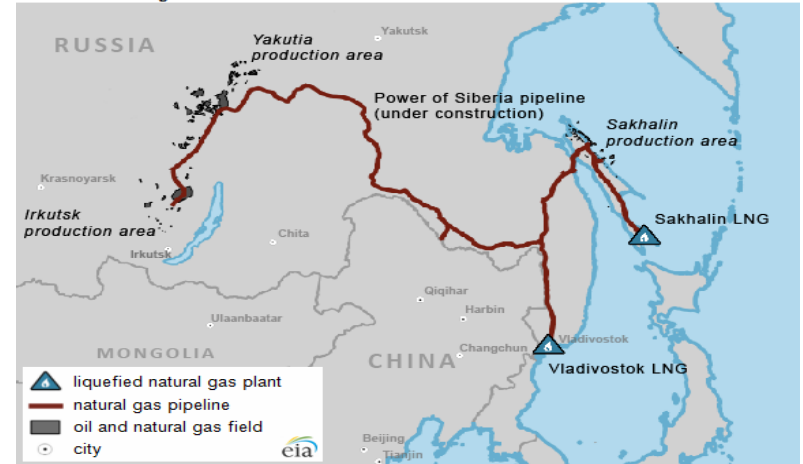 RUSSIA
Yakutia
production area
Yakutsk
Power of Siberia pipeline
(under construction)
Sakhalin
production area
Krasnoyarsk
Irkutsk
production area
Sakhalin LNG
Irkutsk
Chita
Qiqihar
Ulaanbaatar
Harbin
MONGOLIA
CHINA
Changchun
Vladivostok
Vladivostok LNG
liquefied natural gas plant
natural gas pipeline
oil and natural gas field
city
eia
Beijing
Tianjin